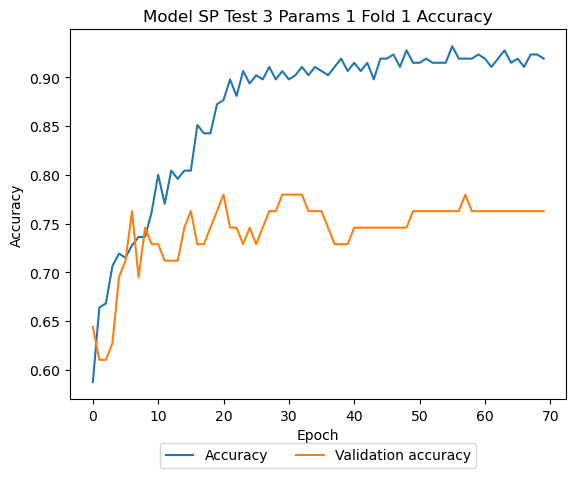 Model SP Test 3 Params 1 Fold 1 Accuracy
Accuracy
0.90
0.85
0.80
0.75
0.70
0.65
0.60
0 10 20 30 40 50 60 70
Epoch
Accuracy Validation accuracy